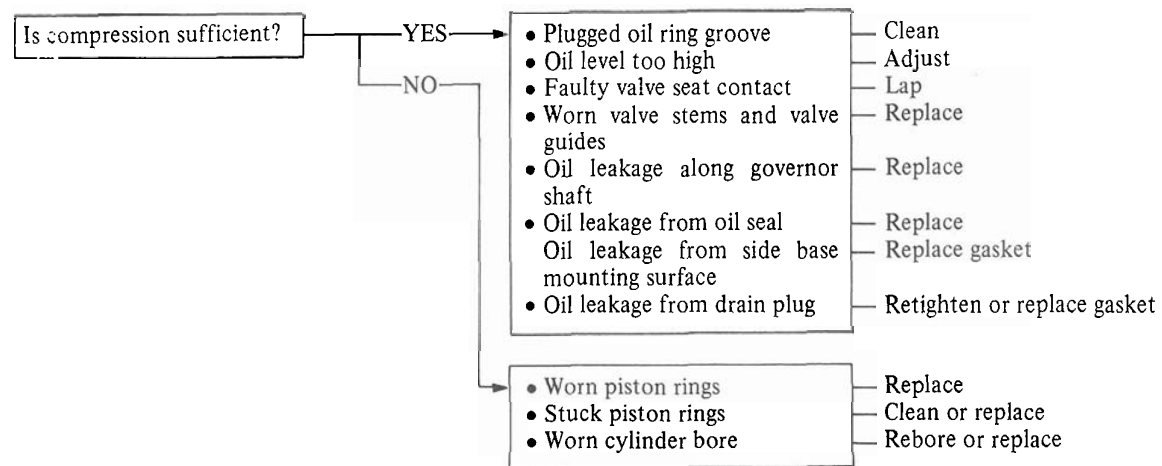 Is compression sufficient?
YES
NO
• Plugged oil ring groove — Clean
• Oil level too high — Adjust
• Faulty valve seat contact — Lap
• Worn valve stems and valve — Replace
guides
• Oil leakage along governor — Replace
shaft
• Oil leakage from oil seal — Replace
Oil leakage from side base — Replace gasket
mounting surface
• Oil leakage from drain plug — Retighten or replace gasket
• Worn piston rings — Replace
• Stuck piston rings — Clean or replace
• Worn cylinder bore — Rebore or replace